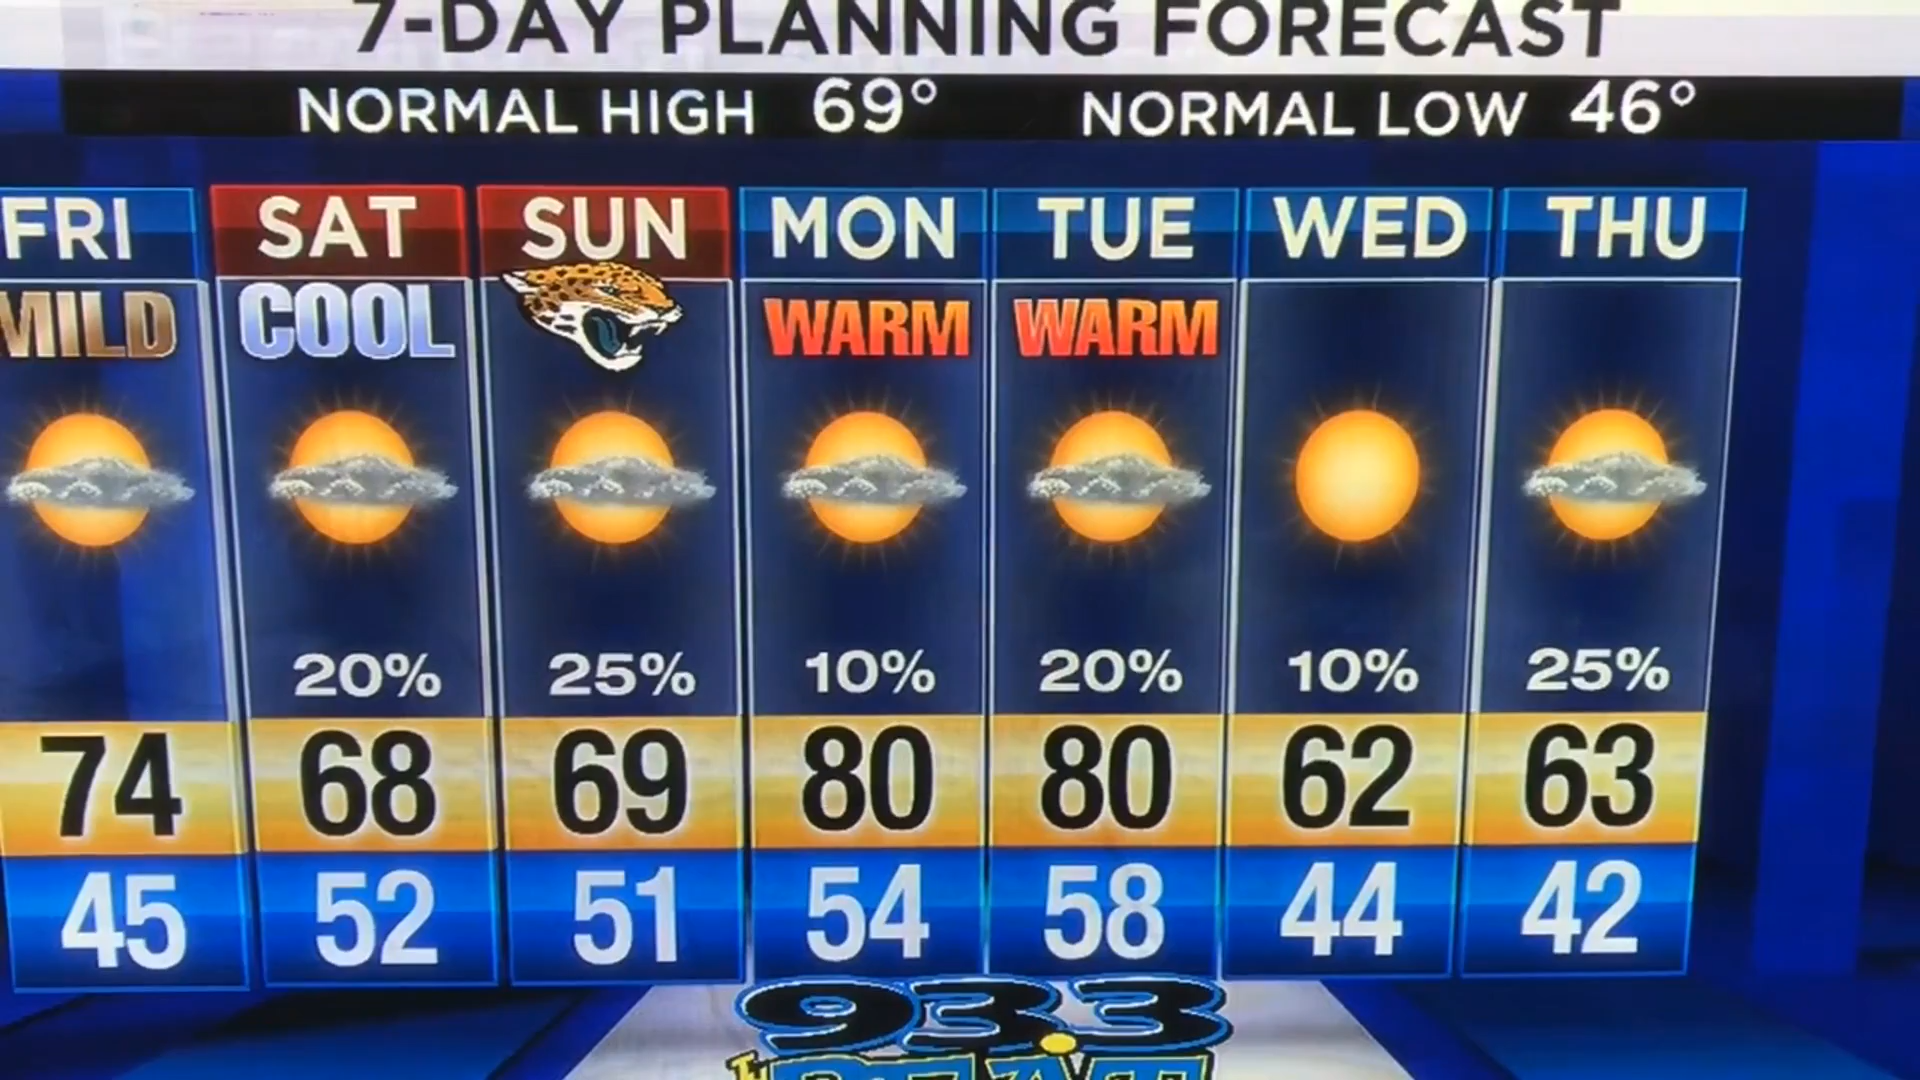 7-DAY PLANNING FORECAST
NORMAL HIGH 69° NORMAL LOW 46°
FRI SAT SUN MON TUE WED THU
MILD COOL WARM WARM
20% 25% 10% 20% 10% 25%
74 68 69 80 80 62 63
45 52 51 54 58 44 42
93.3